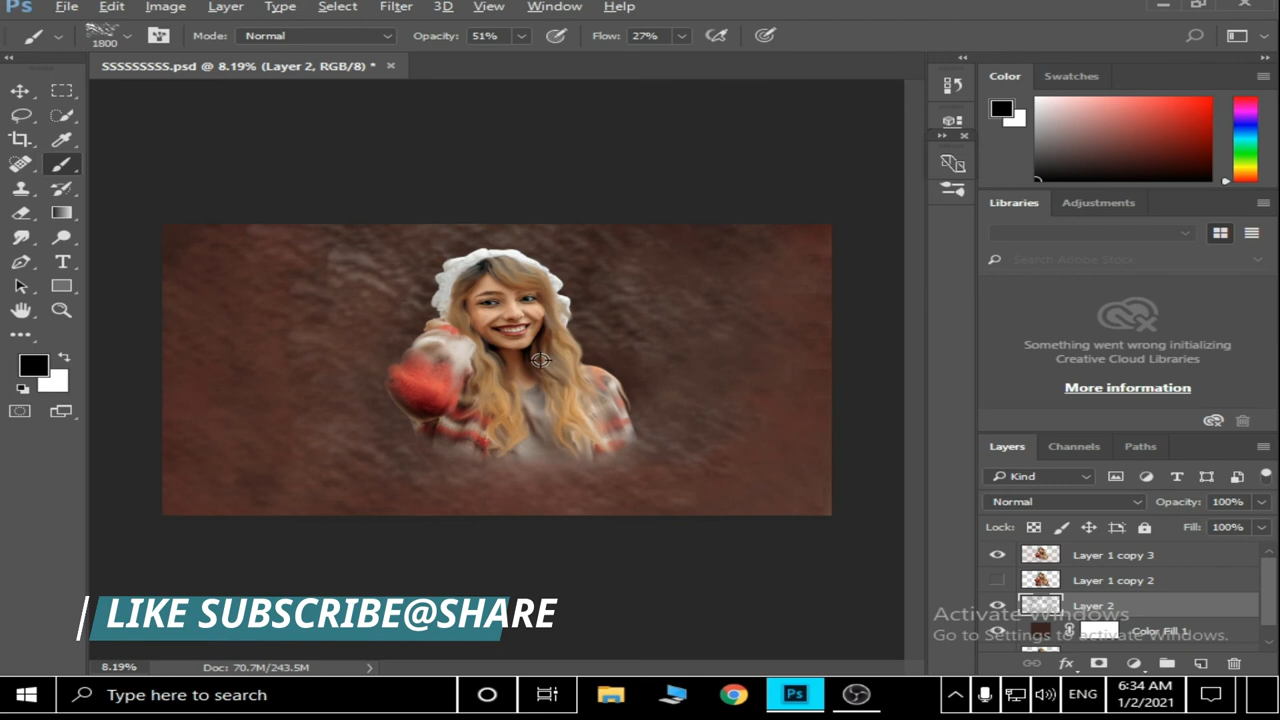 Ps File Edit Image Layer Type Select Filter 3D View Window Help
1800 Mode: Normal Opacity: 51% Flow: 27%
SSSSSSSSS.psd @ 8.19% (Layer 2, RGB/8) *
Color Swatches
Libraries Adjustments
Search Adobe Stock
Something went wrong initializing
Creative Cloud Libraries
More information
Layers Channels Paths
Kind
Normal Opacity: 100%
Lock: Fill: 100%
Layer 1 copy 3
Layer 1 copy 2
Layer 2
Color Fill 1
Activate Windows
Go to Settings to activate Windows.
LIKE SUBSCRIBE@SHARE
8.19% Doc: 70.7M/243.5M
Type here to search
Ps
ENG
6:34 AM
1/2/2021